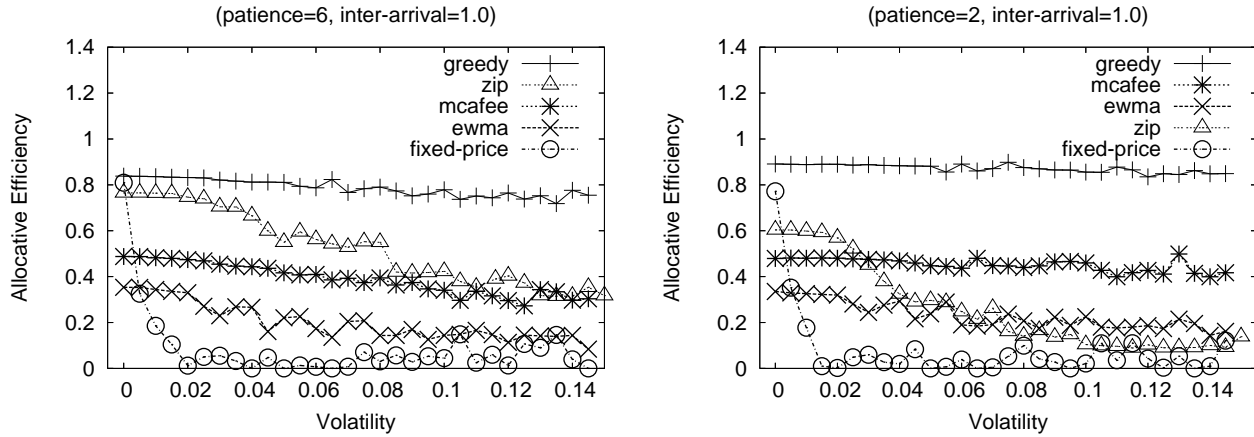 (patience=6, inter-arrival=1.0)
Allocative Efficiency
1.4
1.2
1
0.8
0.6
0.4
0.2
0
greedy
zip
mcafee
ewma
fixed-price
0 0.02 0.04 0.06 0.08 0.1 0.12 0.14
Volatility
(patience=2, inter-arrival=1.0)
Allocative Efficiency
1.4
1.2
1
0.8
0.6
0.4
0.2
0
greedy
mcafee
ewma
zip
fixed-price
0 0.02 0.04 0.06 0.08 0.1 0.12 0.14
Volatility